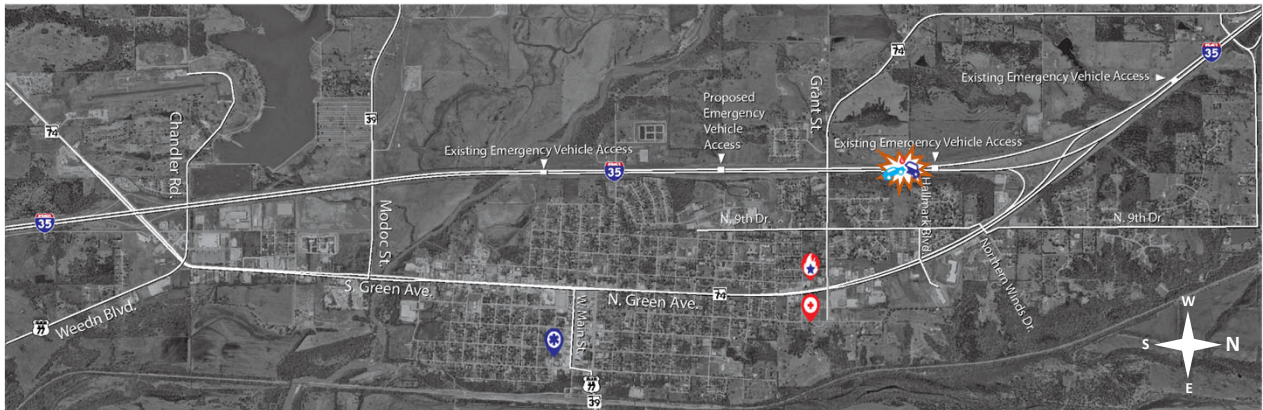 74
35
Existing Emergency Vehicle Access
74
Chandler Rd.
39
Grant St.
Proposed
Emergency
Vehicle
Access
Existing Emergency Vehicle Access
35
Existing Emergency Vehicle Access
35
Modoc St.
Hallmark Blvd.
N. 9th Dr.
N. 9th Dr.
Northern Winds Dr.
S. Green Ave.
N. Green Ave.
74
W. Main St.
77
Weedn Blvd.
77
39
W
S
N
E